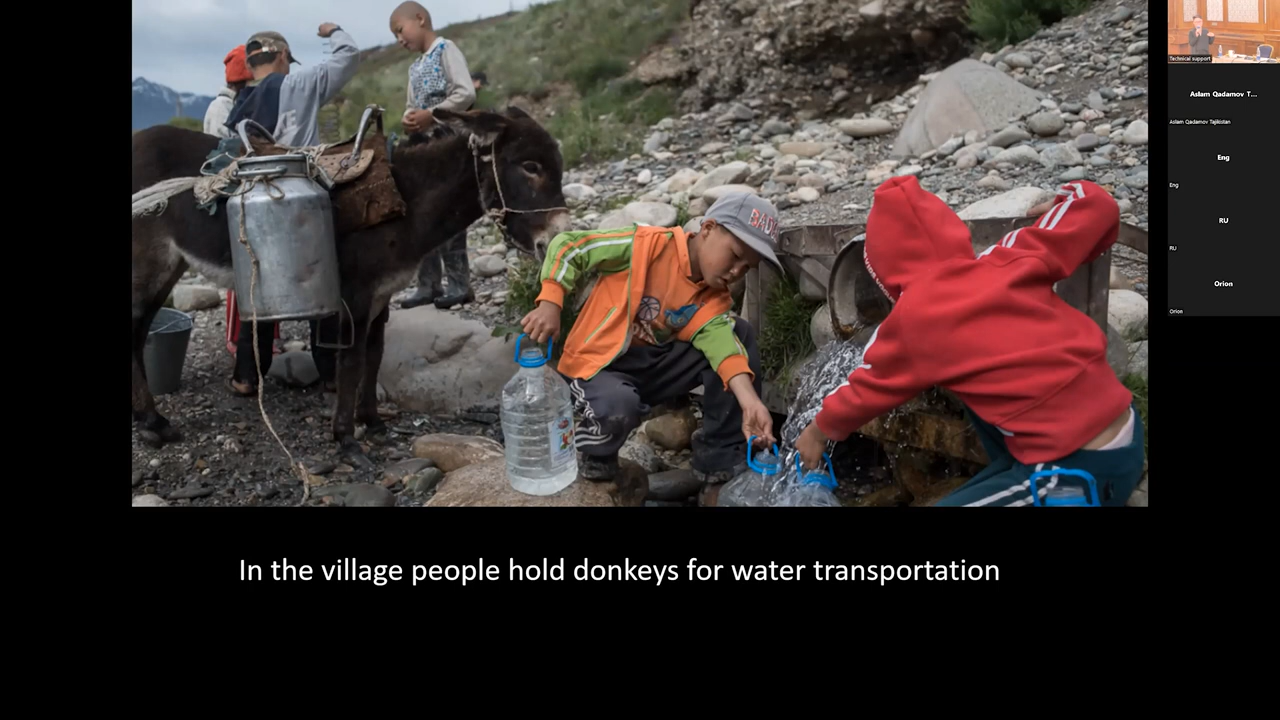 In the village people hold donkeys for water transportation
Technical support
Aslam Qadamov T...
Aslam Qadamov Tajikistan
Eng
Eng
RU
RU
Orion
Orion